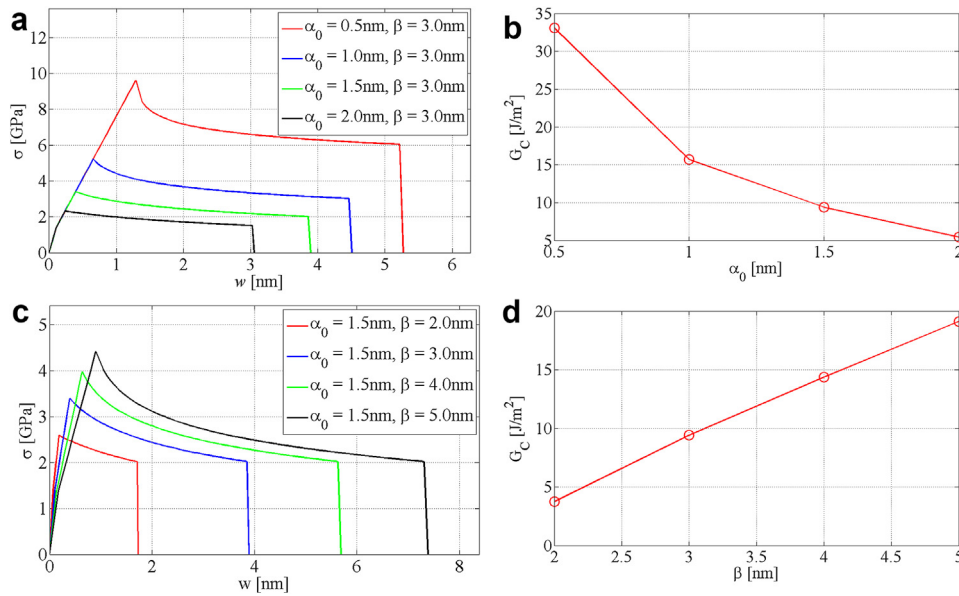 a
σ [GPa]
12
10
8
6
4
2
0
0 1 2 3 4 5 6
w [nm]
α₀ = 0.5nm, β = 3.0nm
α₀ = 1.0nm, β = 3.0nm
α₀ = 1.5nm, β = 3.0nm
α₀ = 2.0nm, β = 3.0nm
b
G_C [J/m²]
35
30
25
20
15
10
5
0.5 1 1.5 2
α₀ [nm]
c
σ [GPa]
5
4
3
2
1
0
0 2 4 6 8
w [nm]
α₀ = 1.5nm, β = 2.0nm
α₀ = 1.5nm, β = 3.0nm
α₀ = 1.5nm, β = 4.0nm
α₀ = 1.5nm, β = 5.0nm
d
G_C [J/m²]
20
15
10
5
0
2 2.5 3 3.5 4 4.5 5
β [nm]